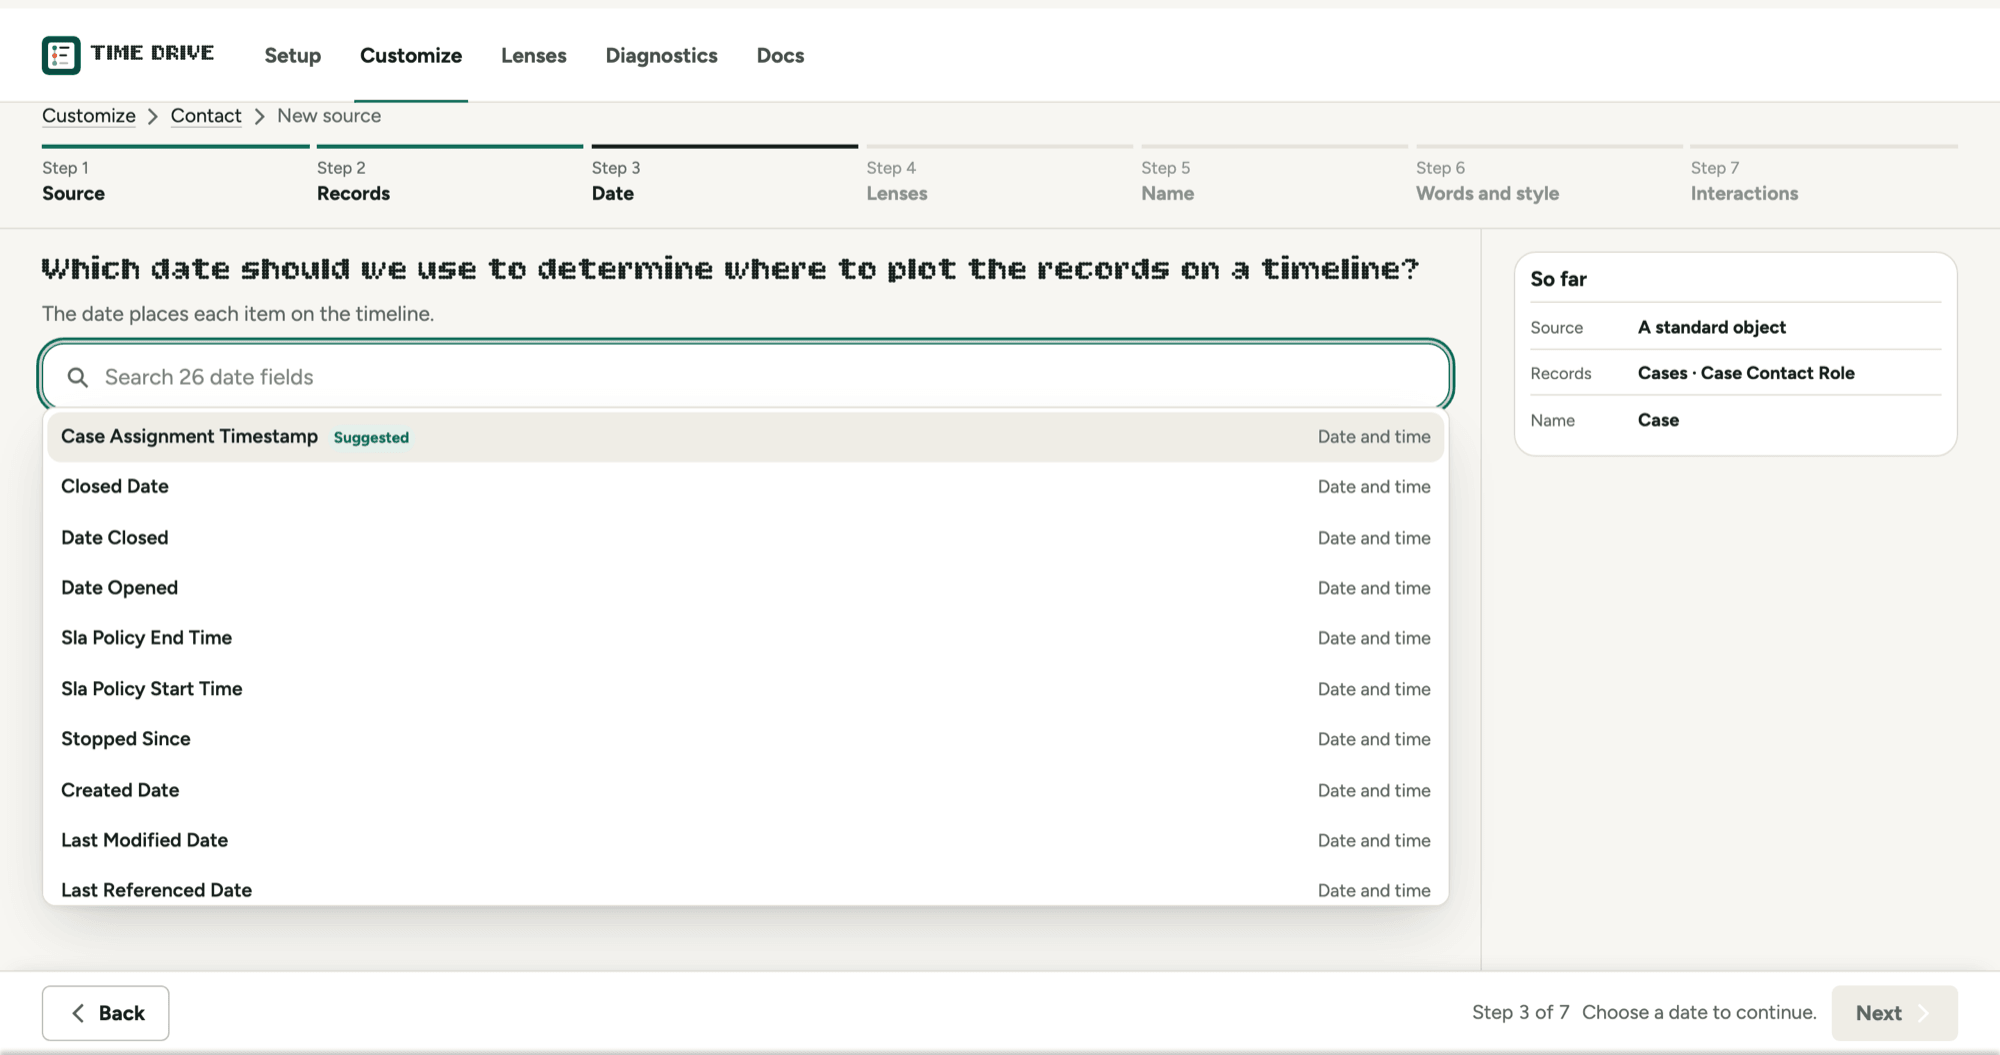 TIME DRIVE Setup Customize Lenses Diagnostics Docs
Customize Contact New source
Step 1 Step 2 Step 3 Step 4 Step 5 Step 6 Step 7
Source Records Date Lenses Name Words and style Interactions
Which date should we use to determine where to plot the records on a timeline?
The date places each item on the timeline.
Search 26 date fields
Case Assignment Timestamp Suggested Date and time
Closed Date Date and time
Date Closed Date and time
Date Opened Date and time
Sla Policy End Time Date and time
Sla Policy Start Time Date and time
Stopped Since Date and time
Created Date Date and time
Last Modified Date Date and time
Last Referenced Date Date and time
So far
Source A standard object
Records Cases · Case Contact Role
Name Case
Back Step 3 of 7 Choose a date to continue. Next